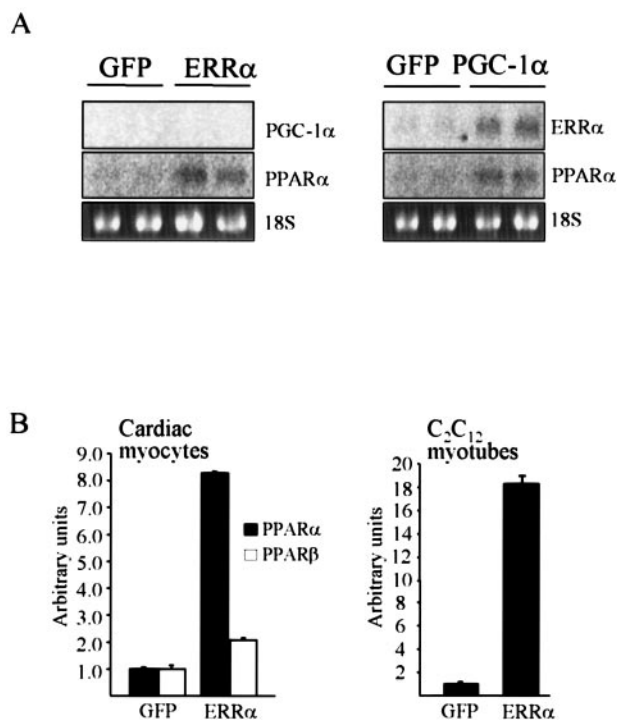 A
GFP ERRα GFP PGC-1α
PGC-1α ERRα
PPARα PPARα
18S 18S
B
Cardiac myocytes
9.0
8.0
7.0
6.0
5.0
4.0
3.0
2.0
1.0
Arbitrary units
PPARα
PPARβ
GFP ERRα
C₂C₁₂ myotubes
20
18
16
14
12
10
8
6
4
2
Arbitrary units
GFP ERRα